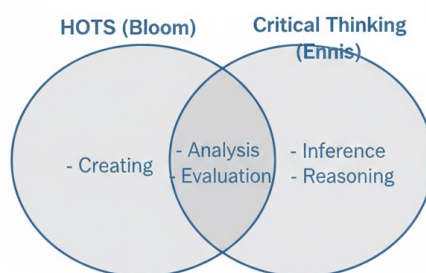 HOTS (Bloom)
Critical Thinking
(Ennis)
- Creating
- Analysis
- Evaluation
- Inference
- Reasoning